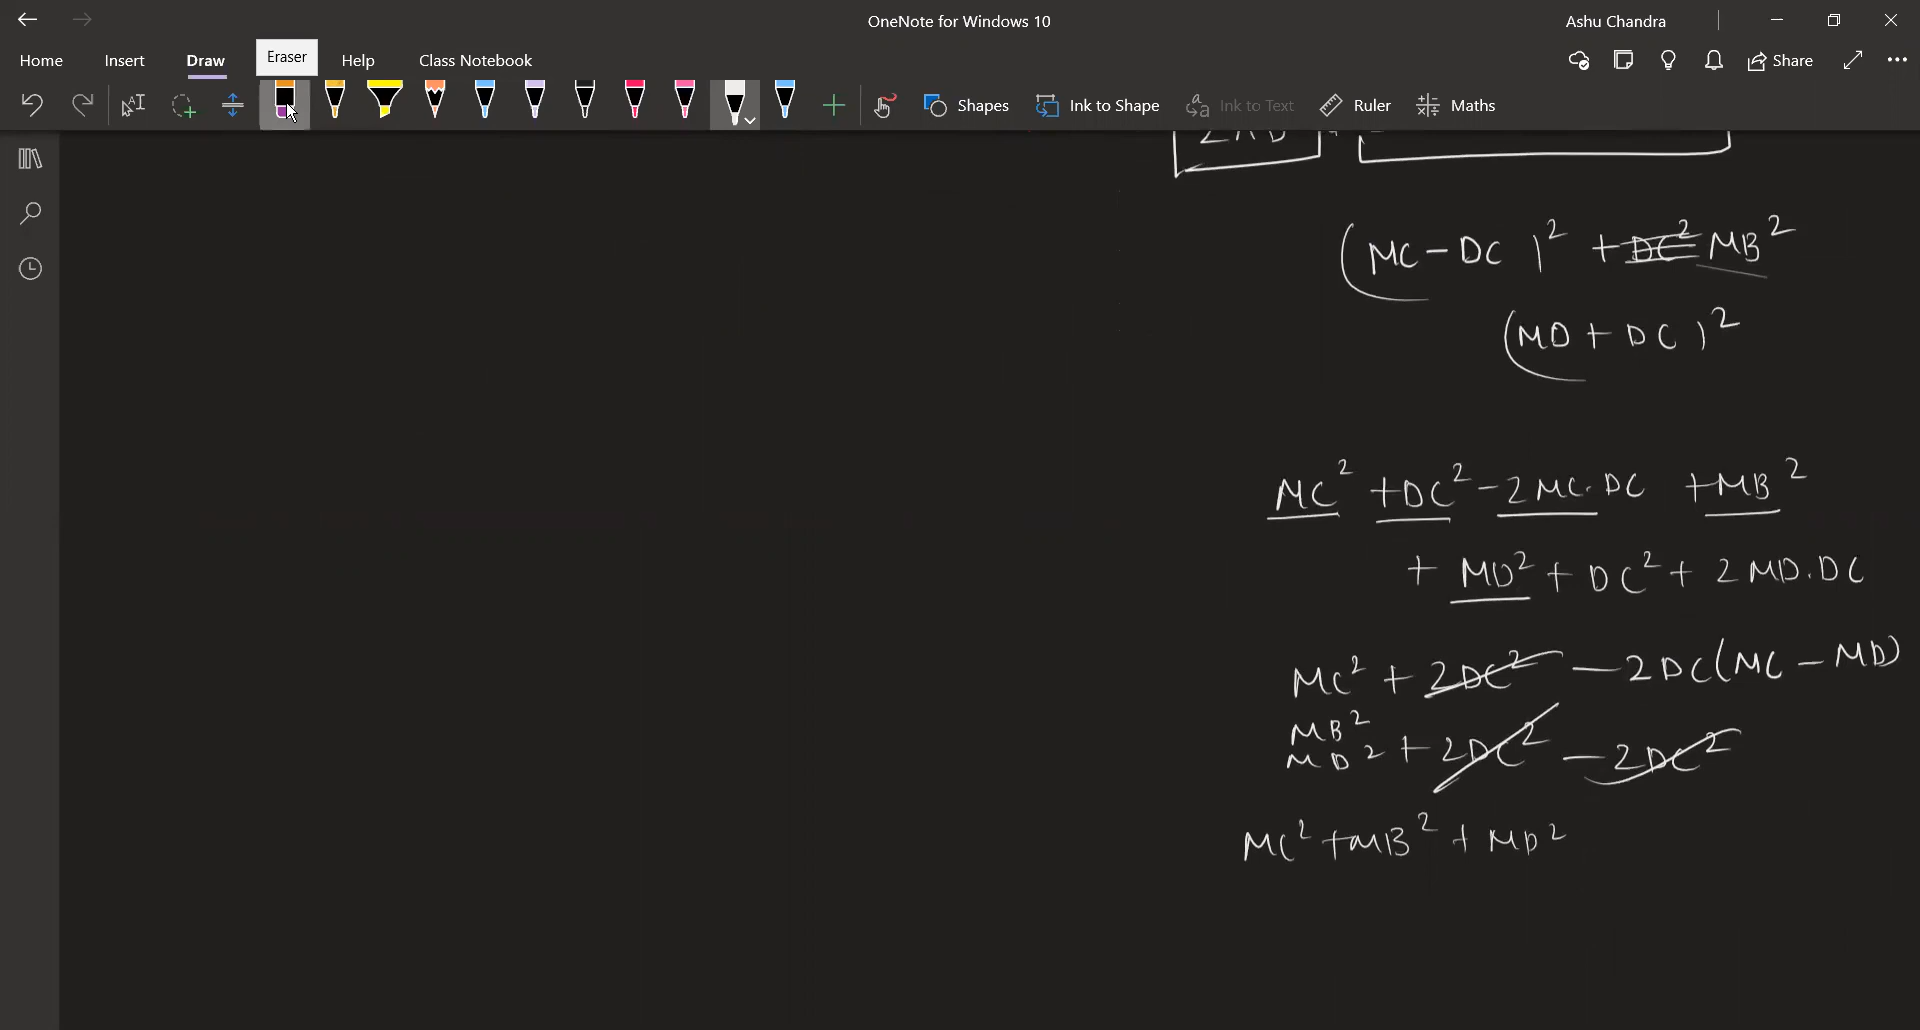 OneNote for Windows 10
Ashu Chandra
Home Insert Draw Help Class Notebook Share
Eraser
Shapes Ink to Shape Ink to Text Ruler Maths
(MC - DC)² + DC² MB²
(MD + DC)²
MC² + DC² - 2MC.DC + MB²
+ MD² + DC² + 2MD.DC
MC² + 2DC² - 2DC(MC - MD)
MB²
MD² + 2DC² - 2DC²
MC² + MB² + MD²